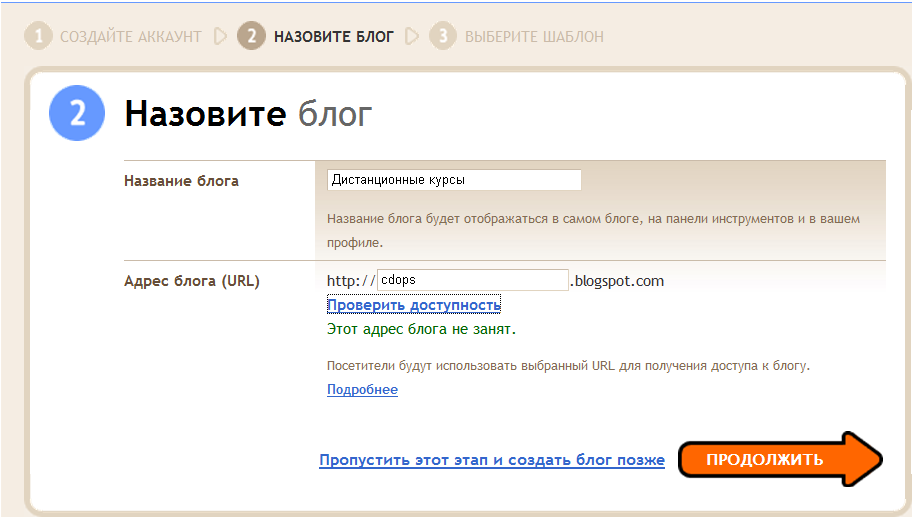 1 СОЗДАЙТЕ АККАУНТ 2 НАЗОВИТЕ БЛОГ 3 ВЫБЕРИТЕ ШАБЛОН
2 Назовите блог
Название блога Дистанционные курсы
Название блога будет отображаться в самом блоге, на панели инструментов и в вашем
профиле.
Адрес блога (URL) http://cdops.blogspot.com
Проверить доступность
Этот адрес блога не занят.
Посетители будут использовать выбранный URL для получения доступа к блогу.
Подробнее
Пропустить этот этап и создать блог позже ПРОДОЛЖИТЬ